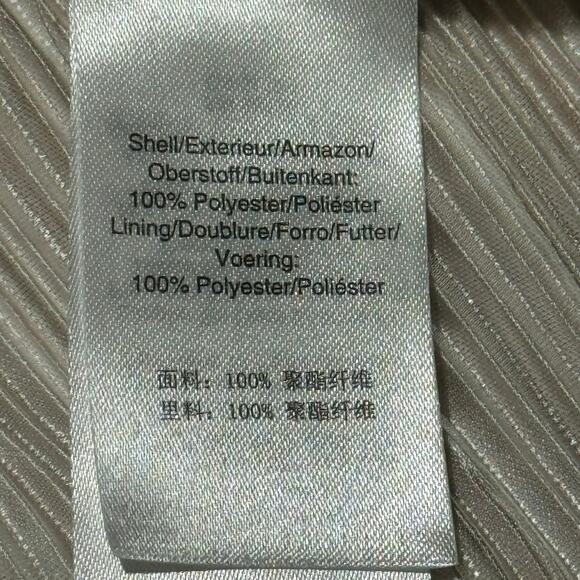 Shell/Exterieur/Armazon/
Oberstoff/Buitenkant:
100% Polyester/Poliéster
Lining/Doublure/Forro/Futter/
Voering:
100% Polyester/Poliéster
面料：100% 聚酯纤维
里料：100% 聚酯纤维